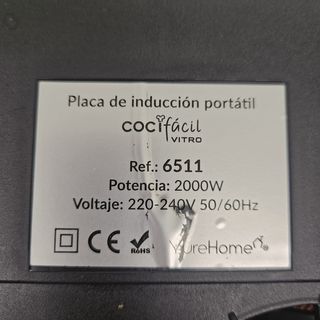 Placa de inducción portátil
COCIfácil
VITRO
Ref.: 6511
Potencia: 2000W
Voltaje: 220-240V 50/60Hz
CE RoHS YoureHome